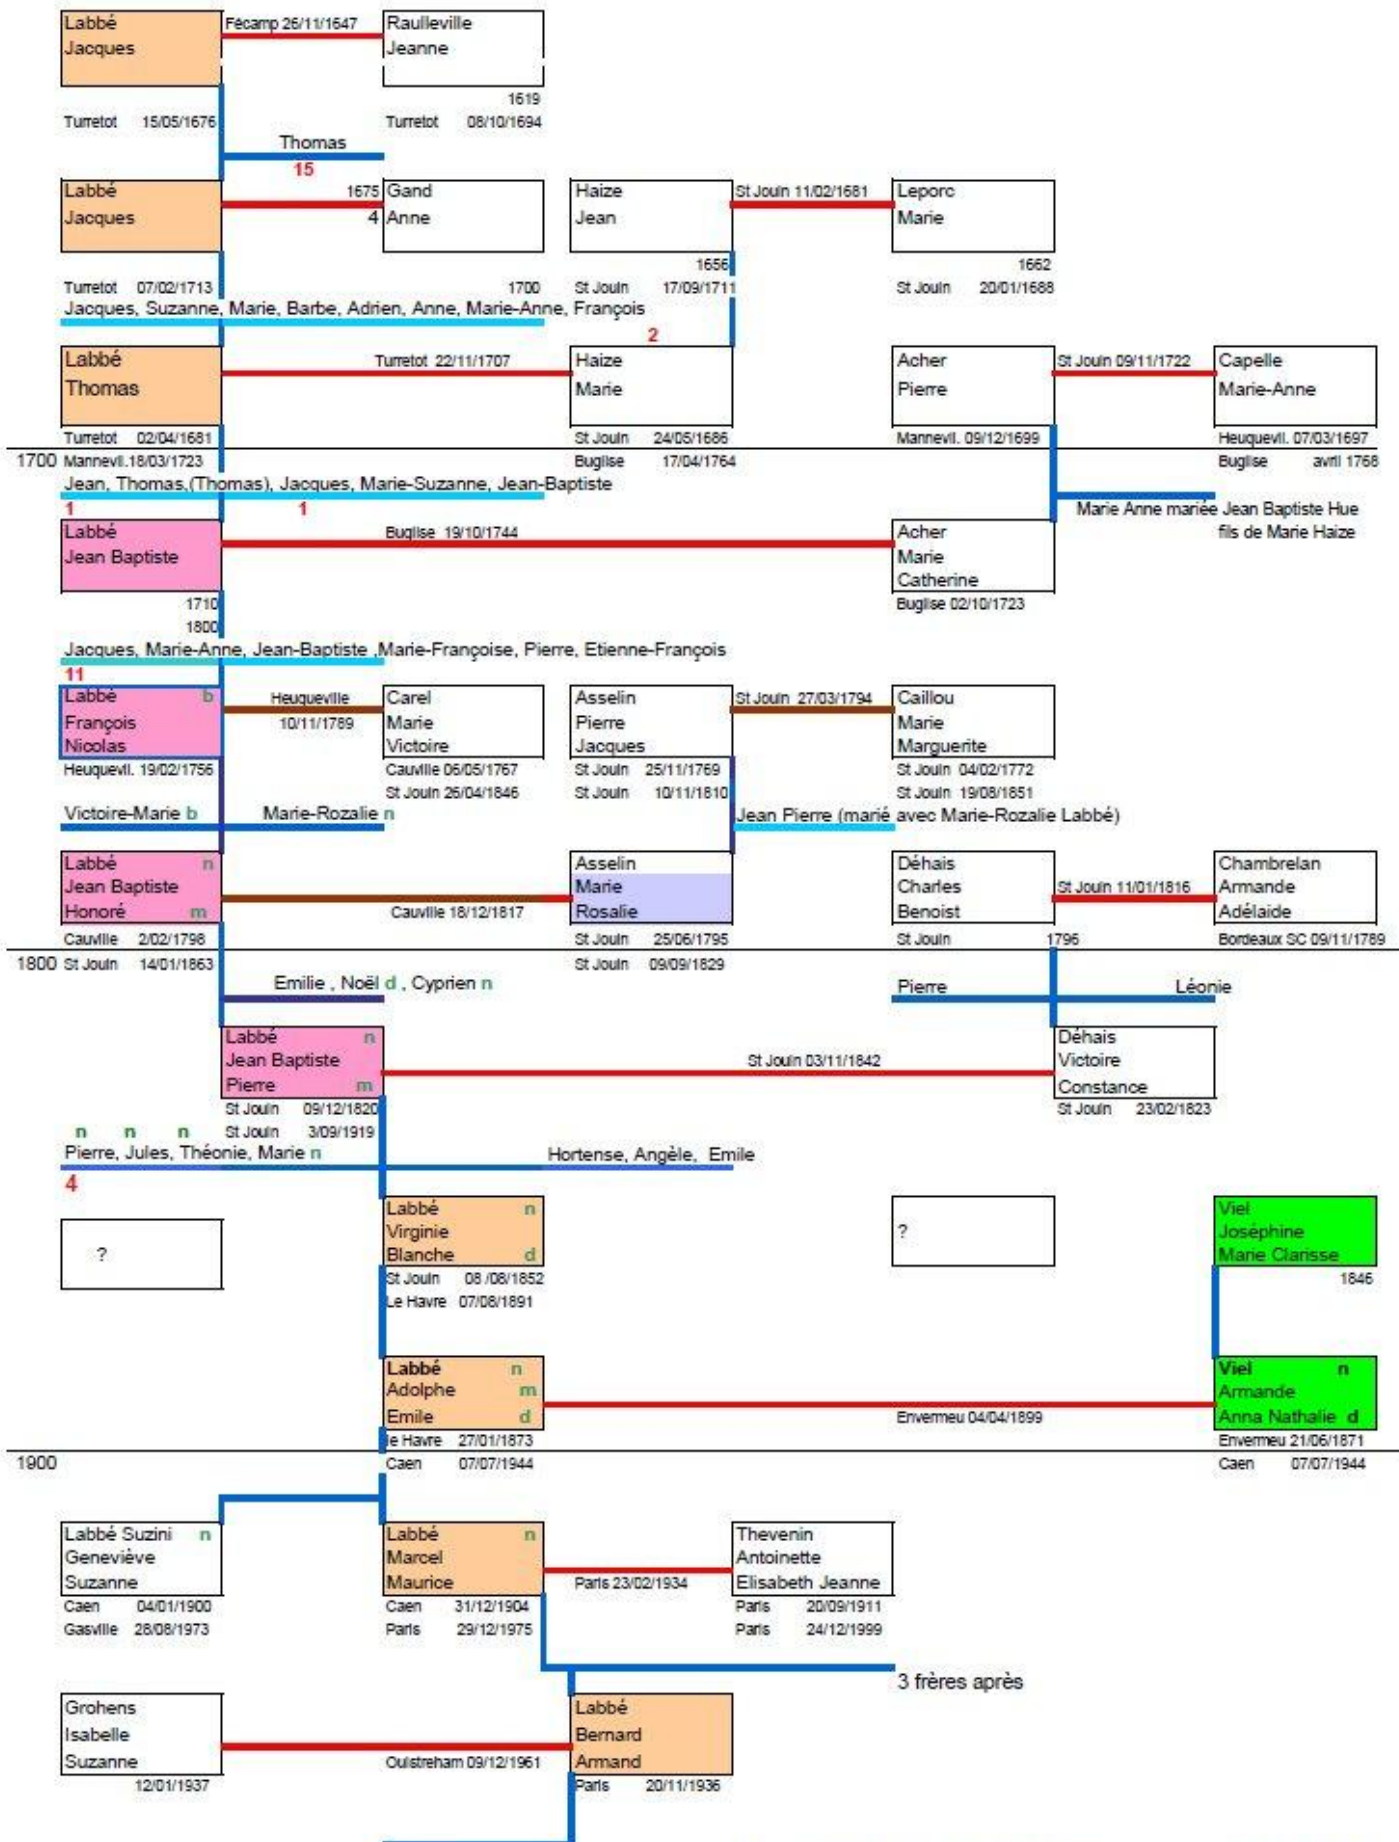 Labbé
Jacques
Fécamp 26/11/1647
Raulleville
Jeanne
1619
Turretot 15/05/1676
Turretot 08/10/1694
Thomas
15
Labbé
Jacques
1675
4
Gand
Anne
Haize
Jean
St Jouin 11/02/1681
Leporc
Marie
1656
1662
Turretot 07/02/1713
1700
St Jouin 17/09/1711
St Jouin 20/01/1688
Jacques, Suzanne, Marie, Barbe, Adrien, Anne, Marie-Anne, François
2
Labbé
Thomas
Turretot 22/11/1707
Haize
Marie
Acher
Pierre
St Jouin 09/11/1722
Capelle
Marie-Anne
Turretot 02/04/1681
St Jouin 24/05/1686
Mannevil. 09/12/1699
Heuquevil. 07/03/1697
1700
Mannevil.18/03/1723
Buglise 17/04/1764
Buglise avril 1768
Jean, Thomas,(Thomas), Jacques, Marie-Suzanne, Jean-Baptiste
1
1
Marie Anne mariée Jean Baptiste Hue
fils de Marie Haize
Labbé
Jean Baptiste
Buglise 19/10/1744
Acher
Marie
Catherine
1710
1800
Buglise 02/10/1723
Jacques, Marie-Anne, Jean-Baptiste ,Marie-Françoise, Pierre, Etienne-François
11
Labbé b
François
Nicolas
Heuqueville
10/11/1789
Carel
Marie
Victoire
Asselin
Pierre
Jacques
St Jouin 27/03/1794
Caillou
Marie
Marguerite
Heuquevil. 19/02/1756
Cauville 06/05/1767
St Jouin 26/04/1846
St Jouin 25/11/1769
St Jouin 10/11/1810
St Jouin 04/02/1772
St Jouin 19/08/1851
Victoire-Marie b
Marie-Rozalie n
Jean Pierre (marié avec Marie-Rozalie Labbé)
Labbé n
Jean Baptiste
Honoré m
Cauville 18/12/1817
Asselin
Marie
Rosalie
Déhais
Charles
Benoist
St Jouin 11/01/1816
Chambrelan
Armande
Adélaide
Cauville 2/02/1798
St Jouin 25/06/1795
St Jouin 1796
Bordeaux SC 09/11/1789
1800
St Jouin 14/01/1863
St Jouin 09/09/1829
Emilie , Noël d , Cyprien n
Pierre
Léonie
Labbé n
Jean Baptiste
Pierre m
St Jouin 03/11/1842
Déhais
Victoire
Constance
St Jouin 09/12/1820
St Jouin 3/09/1919
St Jouin 23/02/1823
n n n
Pierre, Jules, Théonie, Marie n
Hortense, Angèle, Emile
4
?
Labbé n
Virginie
Blanche d
?
Viel
Joséphine
Marie Clarisse
St Jouin 08 /08/1852
Le Havre 07/08/1891
1846
Labbé n
Adolphe m
Emile d
Envermeu 04/04/1899
Viel n
Armande
Anna Nathalie d
le Havre 27/01/1873
Envermeu 21/06/1871
1900
Caen 07/07/1944
Caen 07/07/1944
Labbé Suzini n
Geneviève
Suzanne
Labbé n
Marcel
Maurice
Paris 23/02/1934
Thevenin
Antoinette
Elisabeth Jeanne
Caen 04/01/1900
Gasville 28/08/1973
Caen 31/12/1904
Paris 29/12/1975
Paris 20/09/1911
Paris 24/12/1999
3 frères après
Grohens
Isabelle
Suzanne
Ouistreham 09/12/1961
Labbé
Bernard
Armand
12/01/1937
Paris 20/11/1936